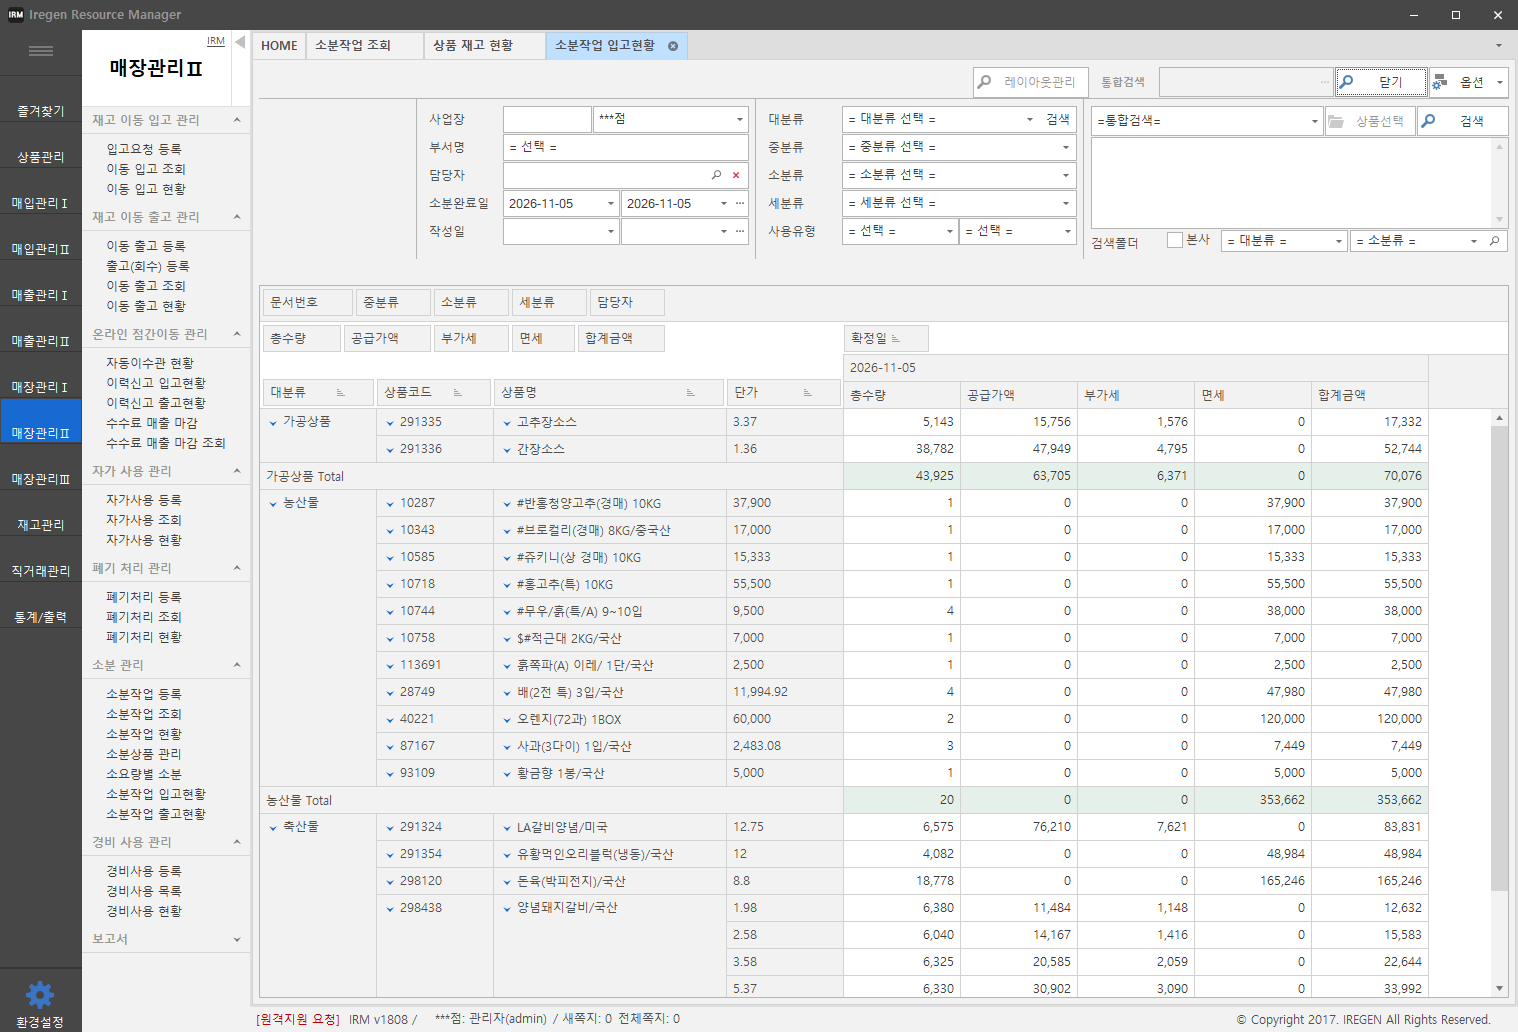 IRM Iregen Resource Manager
즐겨찾기
상품관리
매입관리 I
매입관리 II
매출관리 I
매출관리 II
매장관리 I
매장관리 II
매장관리 III
재고관리
직거래관리
통계/출력
환경설정
IRM
매장관리 II
재고 이동 입고 관리
입고요청 등록
이동 입고 조회
이동 입고 현황
재고 이동 출고 관리
이동 출고 등록
출고(회수) 등록
이동 출고 조회
이동 출고 현황
온라인 점간이동 관리
자동이수관 현황
이력신고 입고현황
이력신고 출고현황
수수료 매출 마감
수수료 매출 마감 조회
자가 사용 관리
자가사용 등록
자가사용 조회
자가사용 현황
폐기 처리 관리
폐기처리 등록
폐기처리 조회
폐기처리 현황
소분 관리
소분작업 등록
소분작업 조회
소분작업 현황
소분상품 관리
소요량별 소분
소분작업 입고현황
소분작업 출고현황
경비 사용 관리
경비사용 등록
경비사용 목록
경비사용 현황
보고서
HOME 소분작업 조회 상품 재고 현황 소분작업 입고현황
레이아웃관리 통합검색 ... 닫기 옵션
사업장 ***점 대분류 = 대분류 선택 = 검색 =통합검색= 상품선택 검색
부서명 = 선택 = 중분류 = 중분류 선택 =
담당자 소분류 = 소분류 선택 =
소분완료일 2026-11-05 2026-11-05 ... 세분류 = 세분류 선택 =
작성일 ... 사용유형 = 선택 = = 선택 =
검색폴더 본사 = 대분류 = = 소분류 =
문서번호 중분류 소분류 세분류 담당자
총수량 공급가액 부가세 면세 합계금액 확정일
2026-11-05
대분류 상품코드 상품명 단가 총수량 공급가액 부가세 면세 합계금액
가공상품 291335 고추장소스 3.37 5,143 15,756 1,576 0 17,332
291336 간장소스 1.36 38,782 47,949 4,795 0 52,744
가공상품 Total 43,925 63,705 6,371 0 70,076
농산물 10287 #반홍청양고추(경매) 10KG 37,900 1 0 0 37,900 37,900
10343 #브로컬리(경매) 8KG/중국산 17,000 1 0 0 17,000 17,000
10585 #쥬키니(상 경매) 10KG 15,333 1 0 0 15,333 15,333
10718 #홍고추(특) 10KG 55,500 1 0 0 55,500 55,500
10744 #무우/흙(특/A) 9~10입 9,500 4 0 0 38,000 38,000
10758 $#적근대 2KG/국산 7,000 1 0 0 7,000 7,000
113691 흙쪽파(A) 이레/ 1단/국산 2,500 1 0 0 2,500 2,500
28749 배(2전 특) 3입/국산 11,994.92 4 0 0 47,980 47,980
40221 오렌지(72과) 1BOX 60,000 2 0 0 120,000 120,000
87167 사과(3다이) 1입/국산 2,483.08 3 0 0 7,449 7,449
93109 황금향 1봉/국산 5,000 1 0 0 5,000 5,000
농산물 Total 20 0 0 353,662 353,662
축산물 291324 LA갈비양념/미국 12.75 6,575 76,210 7,621 0 83,831
291354 유황먹인오리블럭(냉동)/국산 12 4,082 0 0 48,984 48,984
298120 돈육(박피전지)/국산 8.8 18,778 0 0 165,246 165,246
298438 양념돼지갈비/국산 1.98 6,380 11,484 1,148 0 12,632
2.58 6,040 14,167 1,416 0 15,583
3.58 6,325 20,585 2,059 0 22,644
5.37 6,330 30,902 3,090 0 33,992
[원격지원 요청] IRM v1808 / ***점: 관리자(admin) / 새쪽지: 0 전체쪽지: 0 © Copyright 2017. IREGEN All Rights Reserved.